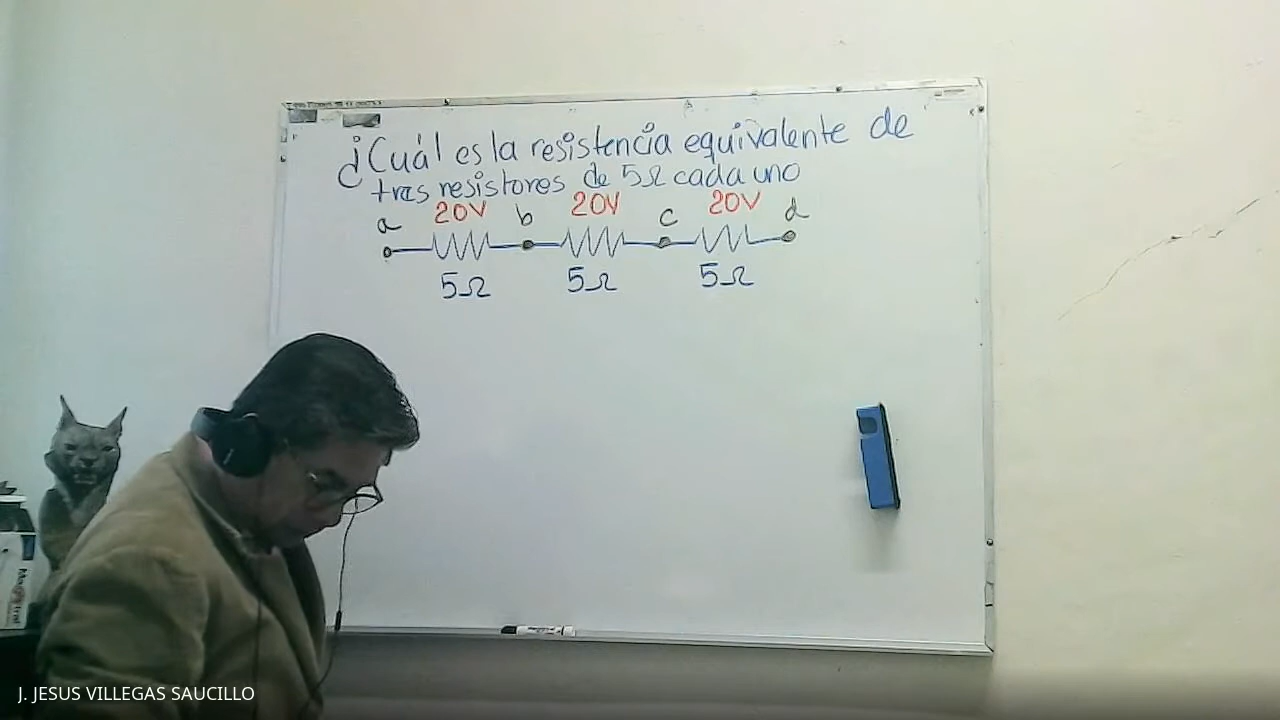 ¿Cuál es la resistencia equivalente de
tres resistores de 5Ω cada uno
a 20V b 20V c 20V d
5Ω 5Ω 5Ω
J. JESUS VILLEGAS SAUCILLO